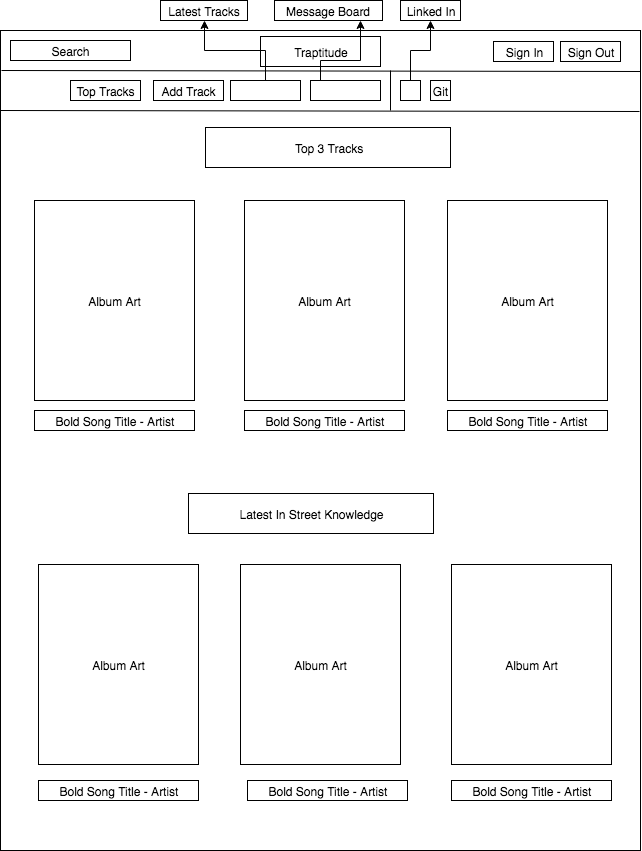 Latest Tracks
Message Board
Linked In
Search
Traptitude
Sign In
Sign Out
Top Tracks
Add Track
Git
Top 3 Tracks
Album Art
Album Art
Album Art
Bold Song Title - Artist
Bold Song Title - Artist
Bold Song Title - Artist
Latest In Street Knowledge
Album Art
Album Art
Album Art
Bold Song Title - Artist
Bold Song Title - Artist
Bold Song Title - Artist